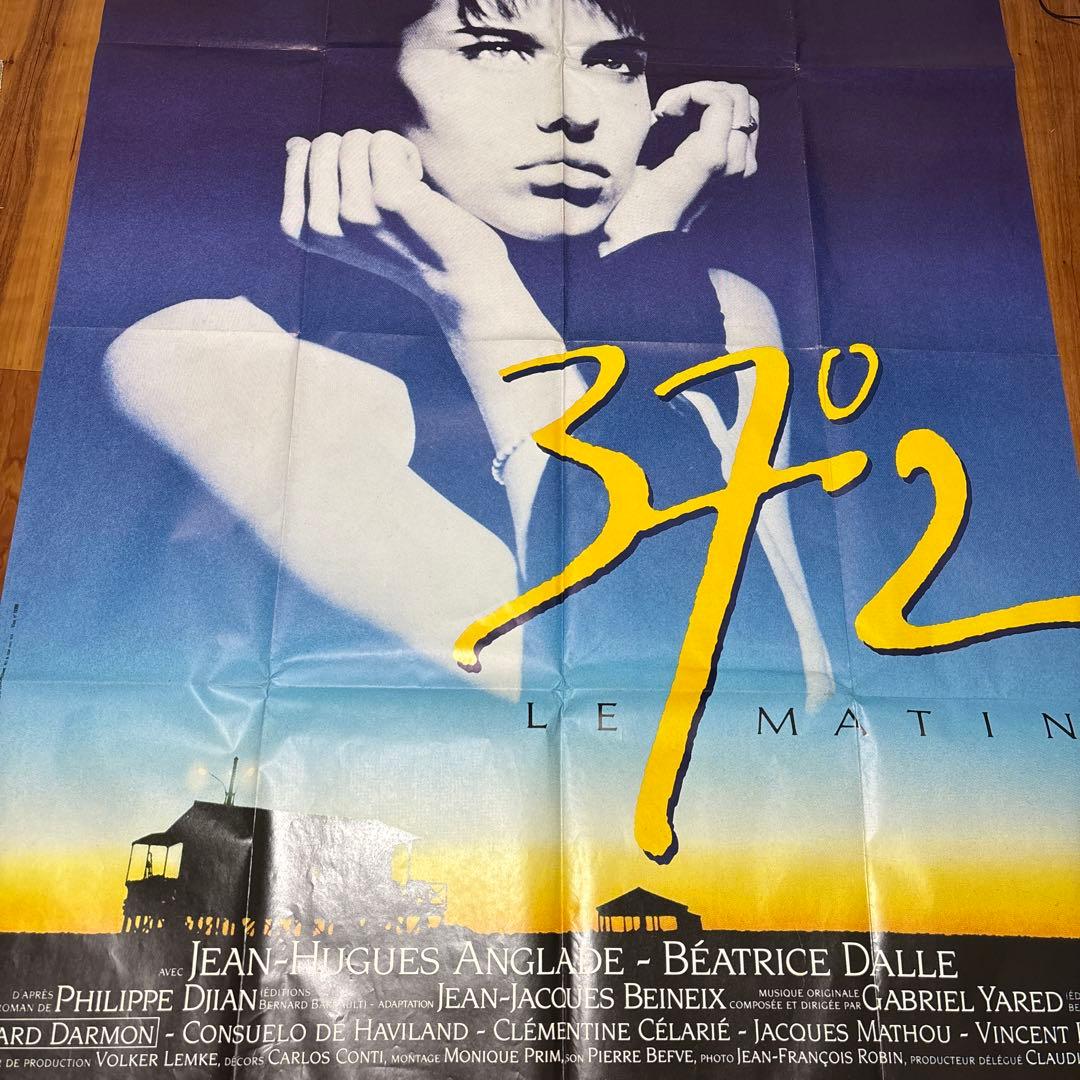 37°2
LE MATIN
AVEC JEAN-HUGUES ANGLADE - BÉATRICE DALLE
D'APRÈS ROMAN DE PHILIPPE DJIAN ÉDITIONS BERNARD BARRAULT - ADAPTATION JEAN-JACQUES BEINEIX MUSIQUE ORIGINALE COMPOSÉE ET DIRIGÉE PAR GABRIEL YARED
ARD DARMON - CONSUELO DE HAVILAND - CLÉMENTINE CÉLARIÉ - JACQUES MATHOU - VINCENT
DE PRODUCTION VOLKER LEMKE, DÉCORS CARLOS CONTI, MONTAGE MONIQUE PRIM, SON PIERRE BEFVE, PHOTO JEAN-FRANÇOIS ROBIN, PRODUCTEUR DÉLÉGUÉ CLAUD